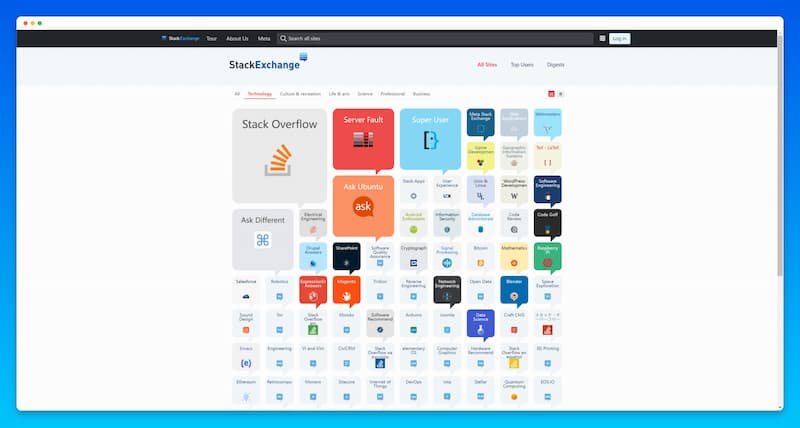 StackExchange
Tour
About Us
Meta
Search all sites
Log in
StackExchange
All Sites
Top Users
Digests
All
Technology
Culture & recreation
Life & arts
Science
Professional
Business
Stack Overflow
Server Fault
Super User
Meta Stack
Exchange
Web
Applications
Webmasters
Game
Development
Geographic
Information
Systems
TeX - LaTeX
Ask Ubuntu
Stack Apps
User
Experience
Unix &
Linux
WordPress
Development
Software
Engineering
Ask Different
Electrical
Engineering
Android
Enthusiasts
Information
Security
Database
Administrators
Code
Review
Code Golf
Drupal
Answers
SharePoint
Software
Quality
Assurance
Cryptography
Signal
Processing
Bitcoin
Mathematica
Raspberry
Salesforce
Robotics
ExpressionEngine
Answers
Magento
Tridion
Reverse
Engineering
Network
Engineering
Open Data
Blender
Space
Exploration
Sound
Design
Tor
Stack
Overflow
Software
Recommend
Arduino
Joomla
Data
Science
Craft CMS
Emacs
Engineering
Vi and Vim
CiviCRM
Stack
Overflow
elementary
OS
Computer
Graphics
Hardware
Recommend
Stack
Overflow en
español
3D Printing
Ethereum
Retrocomputing
Monero
Sitecore
Internet of
Things
DevOps
Iota
Stellar
Quantum
Computing
EOS.IO